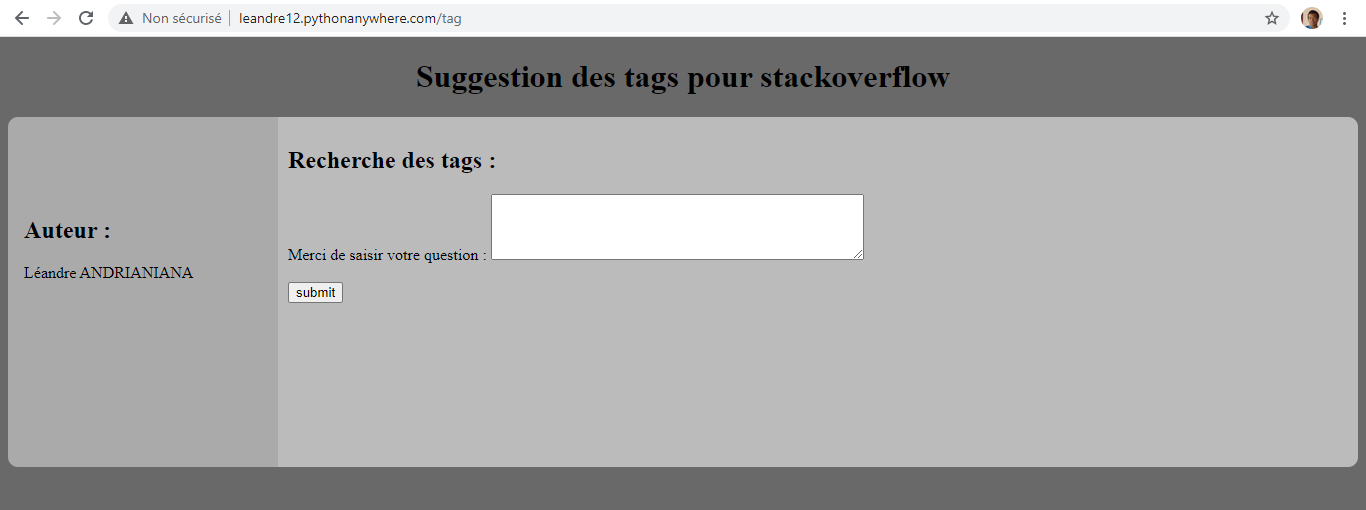 Non sécurisé leandre12.pythonanywhere.com/tag
Suggestion des tags pour stackoverflow
Recherche des tags :
Auteur :
Léandre ANDRIANIANA
Merci de saisir votre question :
submit